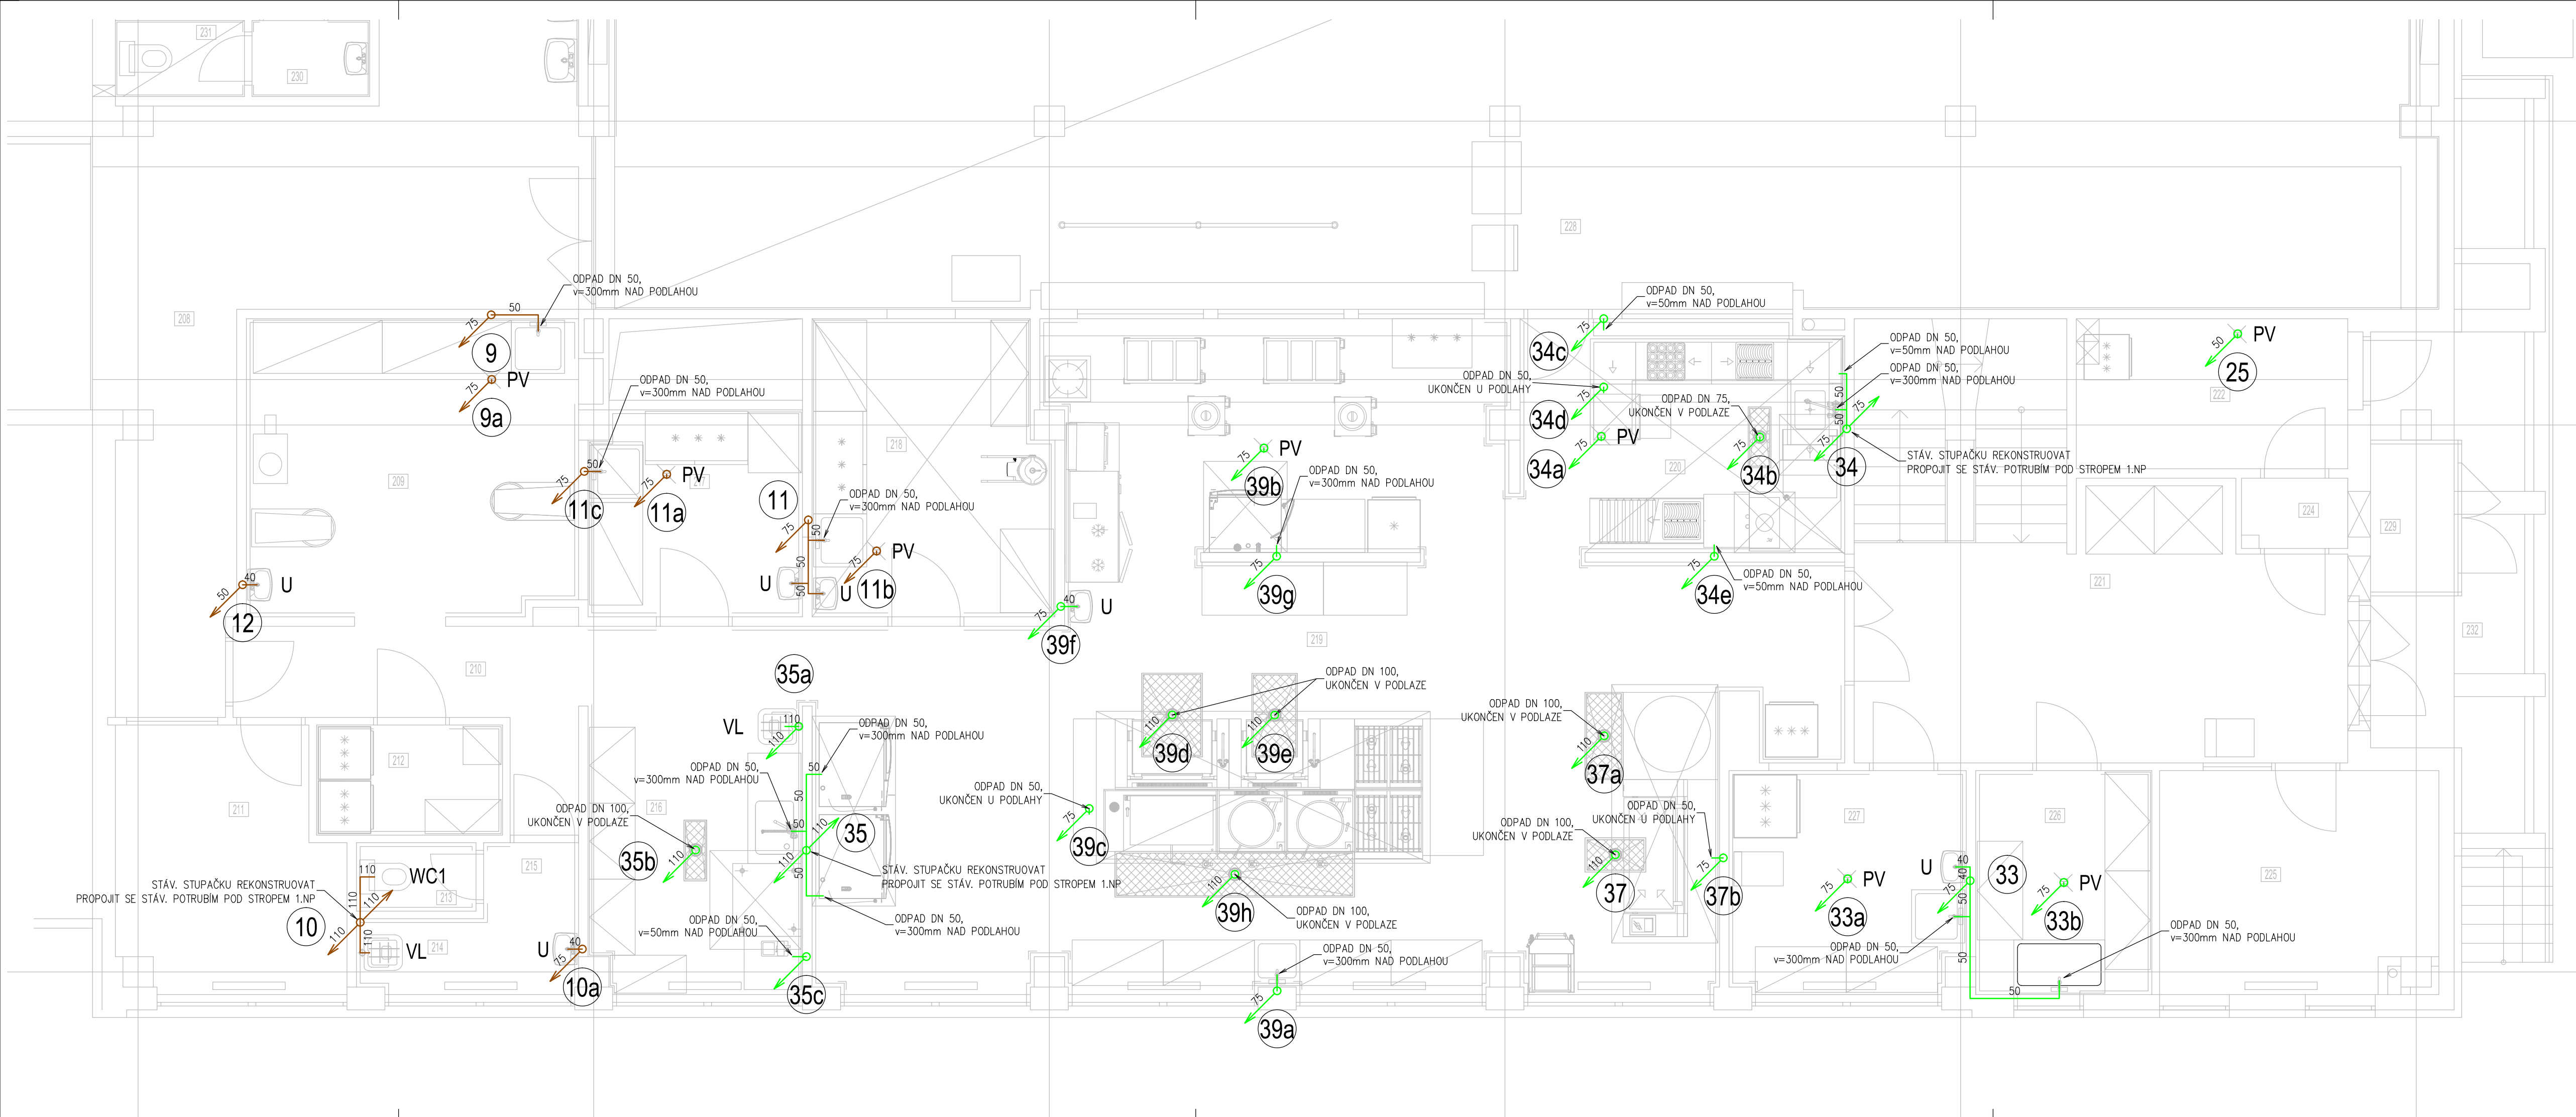 231
230
228
ODPAD DN 50,
v=300mm NAD PODLAHOU
50
75
9
208
PV
75
9a
ODPAD DN 50,
v=300mm NAD PODLAHOU
50
75
11c
75
PV
11a
209
11
218
ODPAD DN 50,
v=300mm NAD PODLAHOU
75
50
50
50
U
U
75
PV
11b
40
U
50
12
210
40
U
75
39f
75
PV
39b
ODPAD DN 50,
v=300mm NAD PODLAHOU
75
39g
219
ODPAD DN 50,
v=50mm NAD PODLAHOU
75
34c
ODPAD DN 50,
UKONČEN U PODLAHY
75
34d
ODPAD DN 75,
UKONČEN V PODLAZE
75
PV
34a
220
75
34b
ODPAD DN 50,
v=50mm NAD PODLAHOU
ODPAD DN 50,
v=300mm NAD PODLAHOU
50
50
75
75
34
STÁV. STUPAČKU REKONSTRUOVAT
PROPOJIT SE STÁV. POTRUBÍM POD STROPEM 1.NP
75
34e
ODPAD DN 50,
v=50mm NAD PODLAHOU
50
PV
25
222
224
229
221
232
35a
VL
110
110
ODPAD DN 50,
v=300mm NAD PODLAHOU
50
ODPAD DN 50,
v=300mm NAD PODLAHOU
50
50
110
35
110
50
STÁV. STUPAČKU REKONSTRUOVAT
PROPOJIT SE STÁV. POTRUBÍM POD STROPEM 1.NP
ODPAD DN 100,
UKONČEN V PODLAZE
216
110
35b
ODPAD DN 50,
v=50mm NAD PODLAHOU
35c
ODPAD DN 50,
v=300mm NAD PODLAHOU
212
211
215
110
WC1
110
213
STÁV. STUPAČKU REKONSTRUOVAT
PROPOJIT SE STÁV. POTRUBÍM POD STROPEM 1.NP
110
10
110
110
VL
214
U
40
75
10a
ODPAD DN 100,
UKONČEN V PODLAZE
110
39d
110
39e
ODPAD DN 50,
UKONČEN U PODLAHY
75
39c
110
39h
ODPAD DN 100,
UKONČEN V PODLAZE
ODPAD DN 50,
v=300mm NAD PODLAHOU
75
39a
ODPAD DN 100,
UKONČEN V PODLAZE
110
37a
ODPAD DN 50,
UKONČEN U PODLAHY
ODPAD DN 100,
UKONČEN V PODLAZE
110
37
75
37b
227
75
PV
33a
U
40
40
33
75
50
50
ODPAD DN 50,
v=300mm NAD PODLAHOU
50
226
75
PV
33b
ODPAD DN 50,
v=300mm NAD PODLAHOU
225